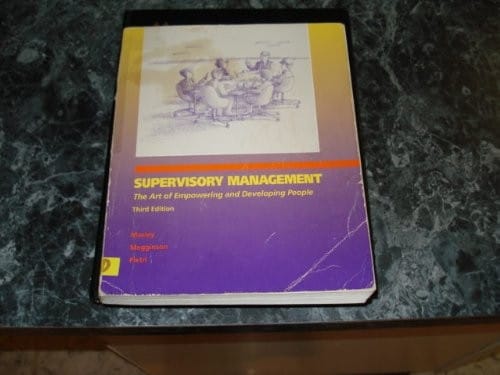 SUPERVISORY MANAGEMENT
The Art of Empowering and Developing People
Third Edition
Mosley
Megginson
Pietri